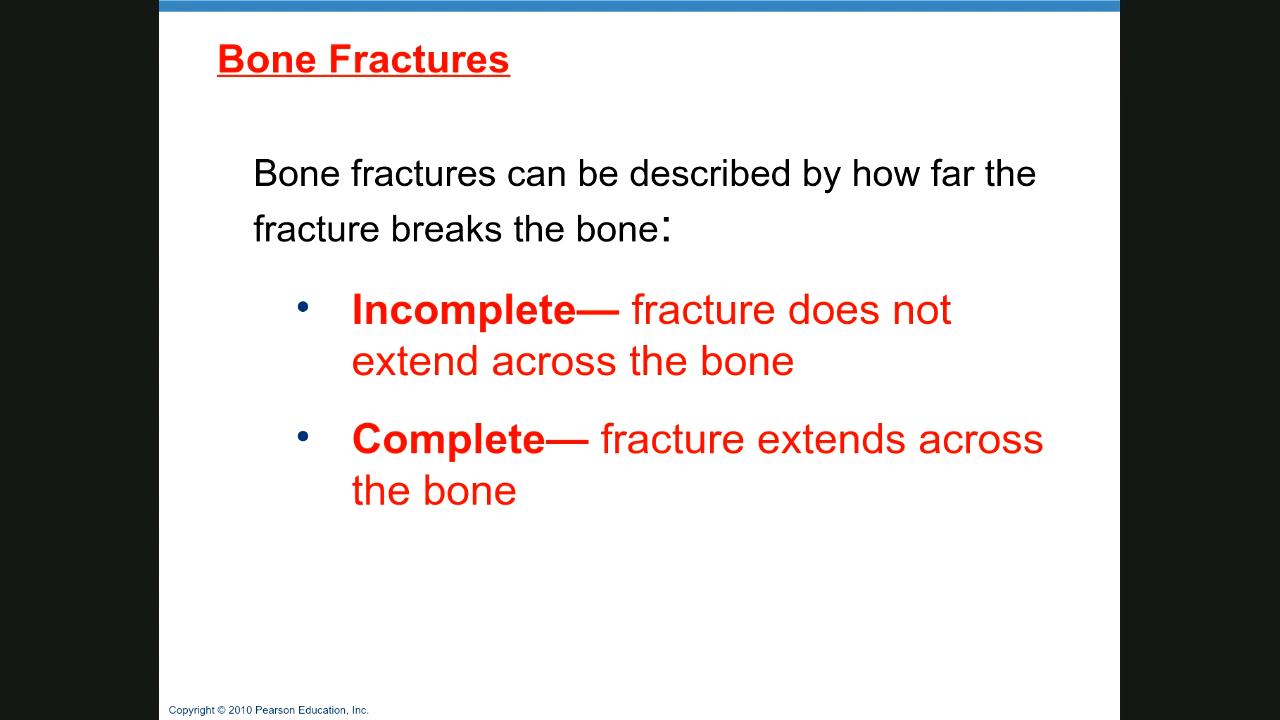 Bone Fractures
Bone fractures can be described by how far the
fracture breaks the bone:
• Incomplete— fracture does not
extend across the bone
• Complete— fracture extends across
the bone
Copyright © 2010 Pearson Education, Inc.